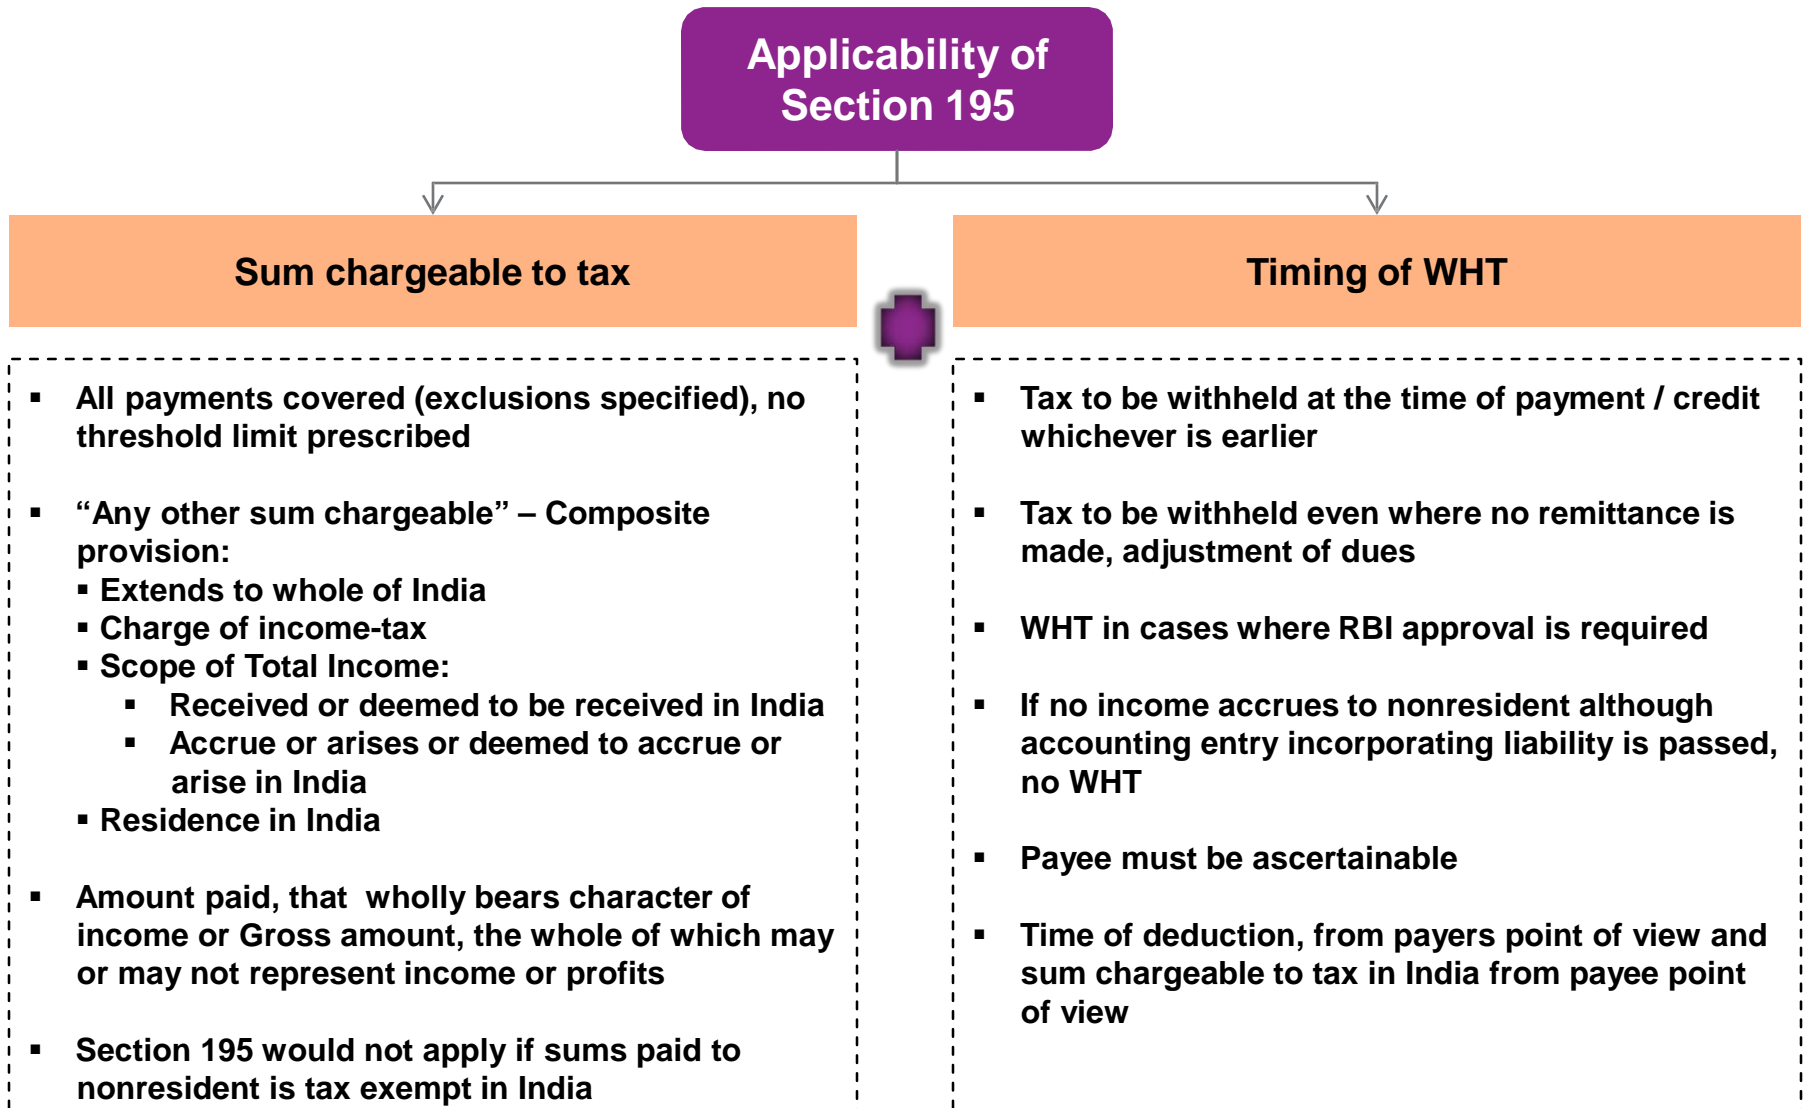 Applicability of
Section 195
Sum chargeable to tax
▪ All payments covered (exclusions specified), no
threshold limit prescribed
▪ “Any other sum chargeable” – Composite
provision:
▪ Extends to whole of India
▪ Charge of income-tax
▪ Scope of Total Income:
▪ Received or deemed to be received in India
▪ Accrue or arises or deemed to accrue or
arise in India
▪ Residence in India
▪ Amount paid, that  wholly bears character of
income or Gross amount, the whole of which may
or may not represent income or profits
▪ Section 195 would not apply if sums paid to
nonresident is tax exempt in India
Timing of WHT
▪ Tax to be withheld at the time of payment / credit
whichever is earlier
▪ Tax to be withheld even where no remittance is
made, adjustment of dues
▪ WHT in cases where RBI approval is required
▪ If no income accrues to nonresident although
accounting entry incorporating liability is passed,
no WHT
▪ Payee must be ascertainable
▪ Time of deduction, from payers point of view and
sum chargeable to tax in India from payee point
of view